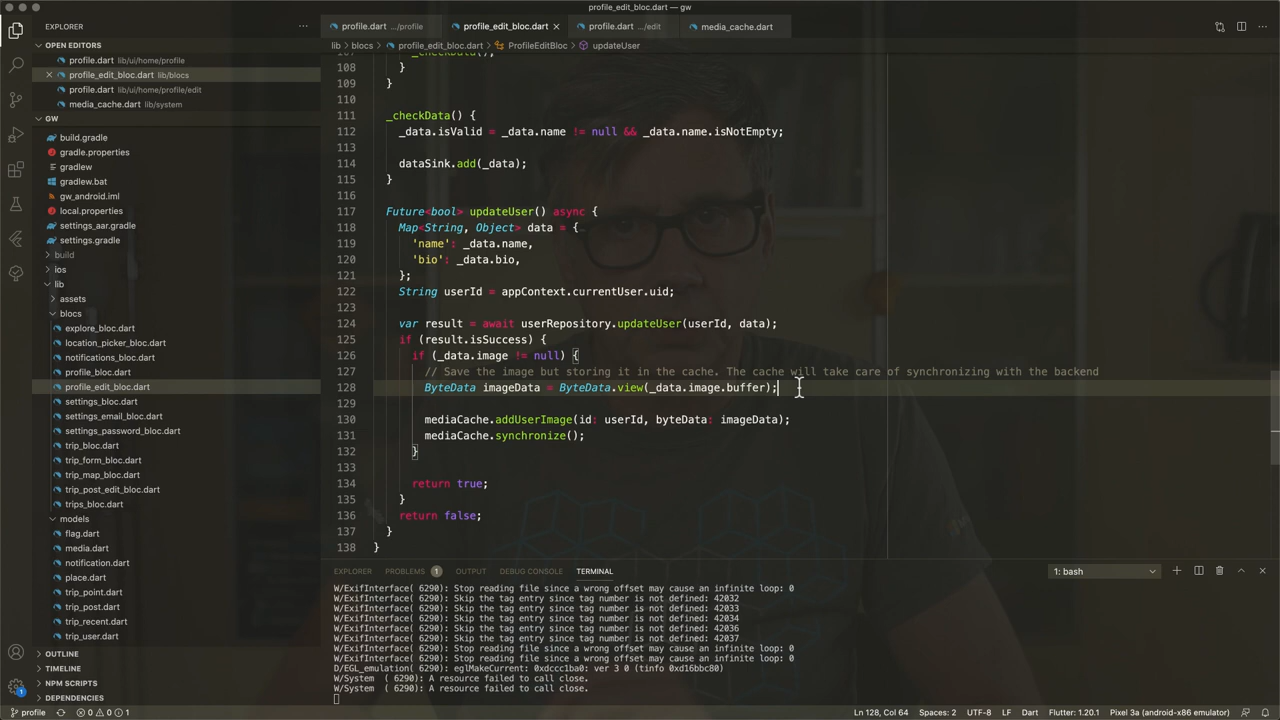 profile_edit_bloc.dart — gw
EXPLORER
OPEN EDITORS
profile.dart lib/ui/home/profile
profile_edit_bloc.dart lib/blocs
profile.dart lib/ui/home/profile/edit
media_cache.dart lib/system
GW
build.gradle
gradle.properties
gradlew
gradlew.bat
gw_android.iml
local.properties
settings_aar.gradle
settings.gradle
build
ios
lib
assets
blocs
explore_bloc.dart
location_picker_bloc.dart
notifications_bloc.dart
profile_bloc.dart
profile_edit_bloc.dart
settings_bloc.dart
settings_email_bloc.dart
settings_password_bloc.dart
trip_bloc.dart
trip_form_bloc.dart
trip_map_bloc.dart
trip_post_edit_bloc.dart
trips_bloc.dart
models
flag.dart
media.dart
notification.dart
place.dart
trip_point.dart
trip_post.dart
trip_recent.dart
trip_user.dart
OUTLINE
TIMELINE
NPM SCRIPTS
DEPENDENCIES
profile.dart .../profile profile_edit_bloc.dart profile.dart .../edit media_cache.dart
lib > blocs > profile_edit_bloc.dart > ProfileEditBloc > updateUser
107 _checkData();
108 }
109 }
110
111 _checkData() {
112 _data.isValid = _data.name != null && _data.name.isNotEmpty;
113
114 dataSink.add(_data);
115 }
116
117 Future<bool> updateUser() async {
118 Map<String, Object> data = {
119 'name': _data.name,
120 'bio': _data.bio,
121 };
122 String userId = appContext.currentUser.uid;
123
124 var result = await userRepository.updateUser(userId, data);
125 if (result.isSuccess) {
126 if (_data.image != null) {
127 // Save the image but storing it in the cache. The cache will take care of synchronizing with the backend
128 ByteData imageData = ByteData.view(_data.image.buffer);
129
130 mediaCache.addUserImage(id: userId, byteData: imageData);
131 mediaCache.synchronize();
132 }
133
134 return true;
135 }
136 return false;
137 }
138 }
EXPLORER PROBLEMS 1 OUTPUT DEBUG CONSOLE TERMINAL 1: bash
W/ExifInterface( 6290): Stop reading file since a wrong offset may cause an infinite loop: 0
W/ExifInterface( 6290): Skip the tag entry since tag number is not defined: 42032
W/ExifInterface( 6290): Skip the tag entry since tag number is not defined: 42033
W/ExifInterface( 6290): Skip the tag entry since tag number is not defined: 42034
W/ExifInterface( 6290): Skip the tag entry since tag number is not defined: 42036
W/ExifInterface( 6290): Skip the tag entry since tag number is not defined: 42037
W/ExifInterface( 6290): Stop reading file since a wrong offset may cause an infinite loop: 0
W/ExifInterface( 6290): Stop reading file since a wrong offset may cause an infinite loop: 0
D/EGL_emulation( 6290): eglMakeCurrent: 0xdccc1ba0: ver 3 0 (tinfo 0xd16bbc80)
W/System ( 6290): A resource failed to call close.
W/System ( 6290): A resource failed to call close.
1
profile 0 0 1 Ln 128, Col 64 Spaces: 2 UTF-8 LF Dart Flutter: 1.20.1 Pixel 3a (android-x86 emulator)